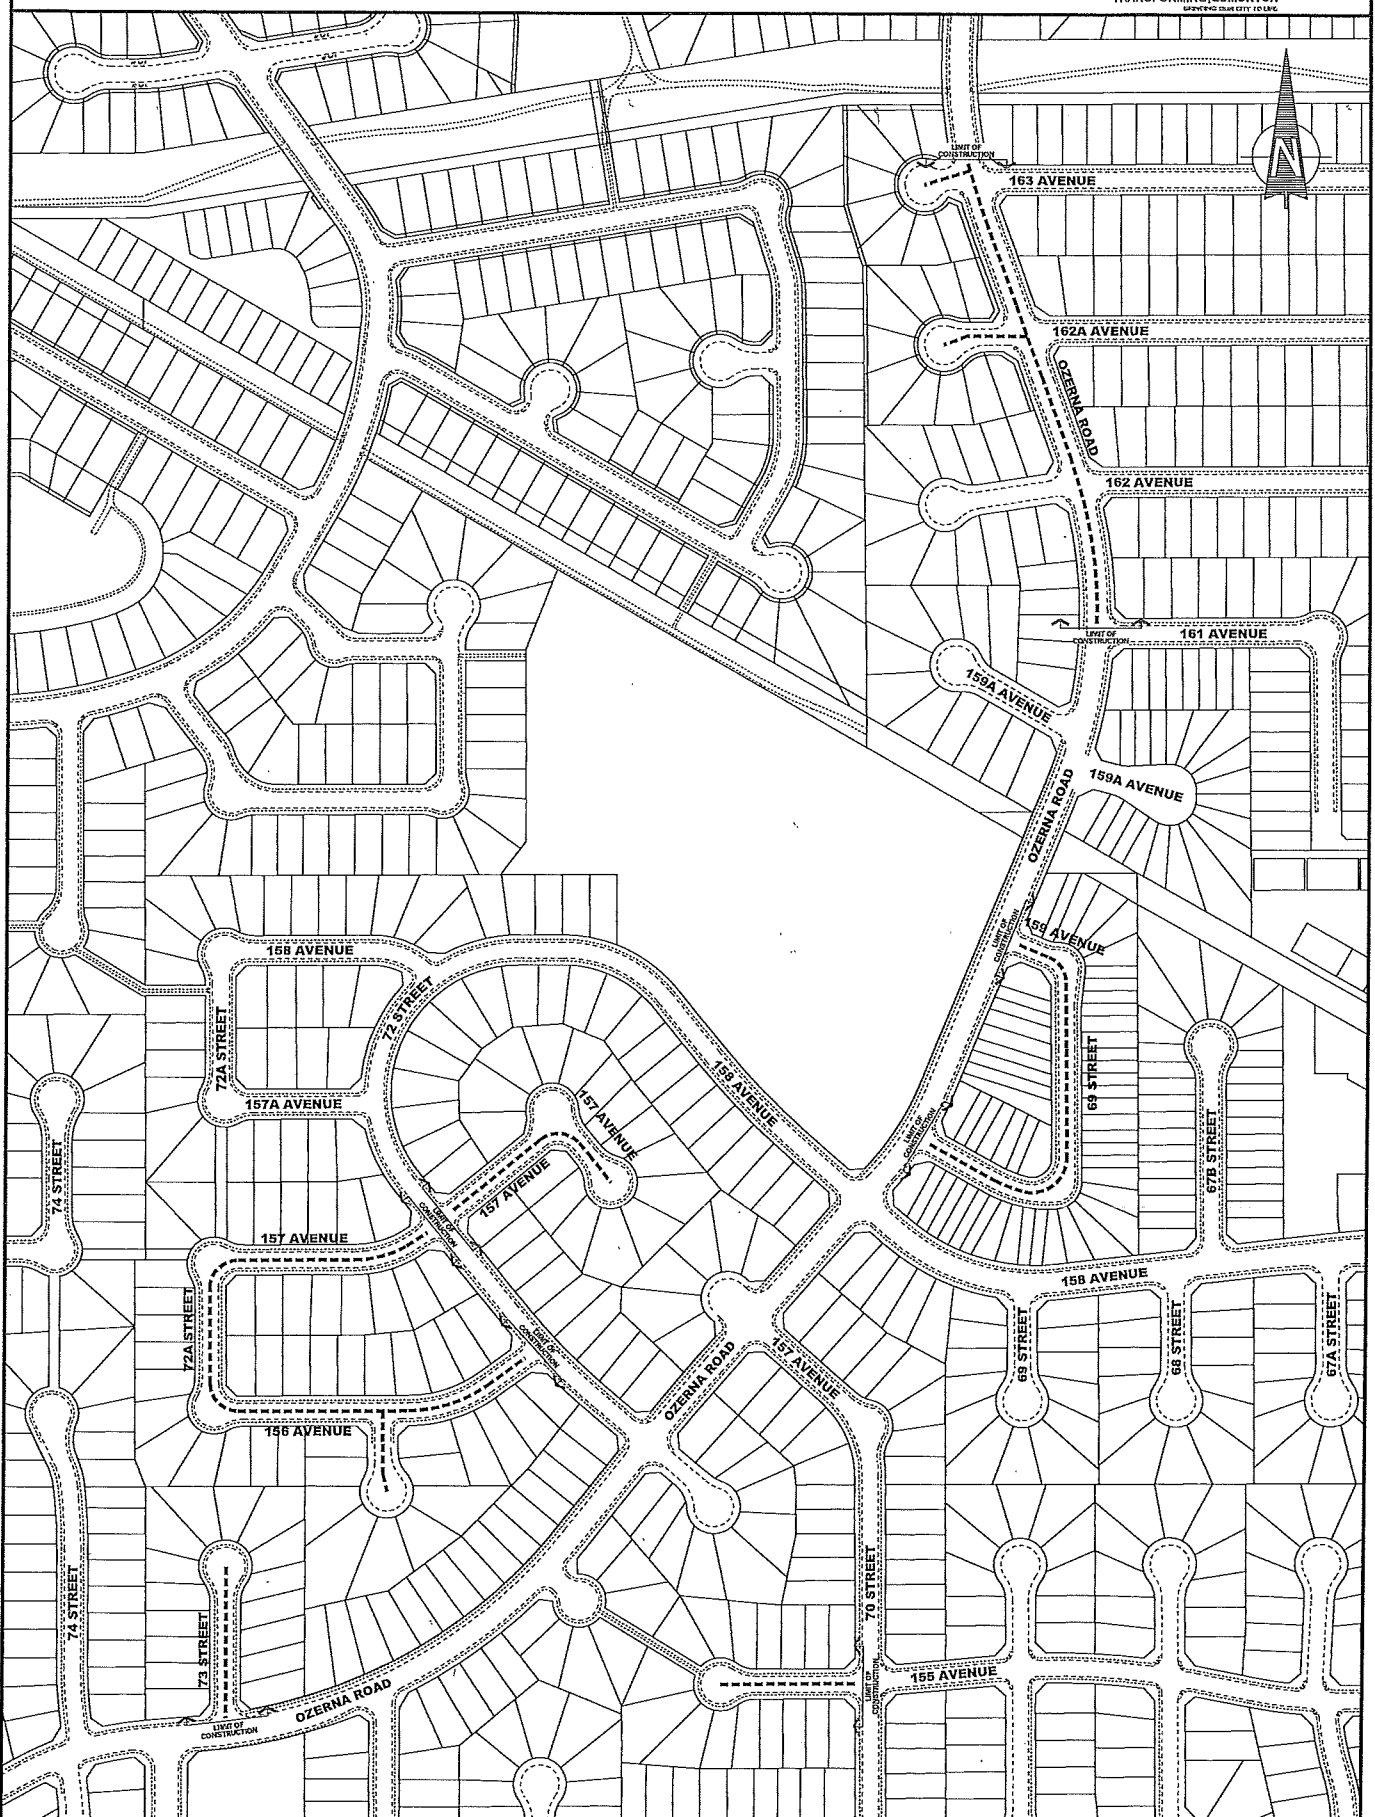 LIMIT OF
CONSTRUCTION
163 AVENUE
N
162A AVENUE
OZERNA ROAD
162 AVENUE
LIMIT OF
CONSTRUCTION
161 AVENUE
159A AVENUE
159A AVENUE
OZERNA ROAD
LIMIT OF
CONSTRUCTION
159 AVENUE
158 AVENUE
72 STREET
72A STREET
157A AVENUE
158 AVENUE
69 STREET
LIMIT OF
CONSTRUCTION
67B STREET
74 STREET
157 AVENUE
157 AVENUE
LIMIT OF
CONSTRUCTION
157 AVENUE
158 AVENUE
72A STREET
LIMIT OF
CONSTRUCTION
OZERNA ROAD
157 AVENUE
69 STREET
68 STREET
67A STREET
156 AVENUE
74 STREET
73 STREET
70 STREET
LIMIT OF
CONSTRUCTION
155 AVENUE
OZERNA ROAD
LIMIT OF
CONSTRUCTION